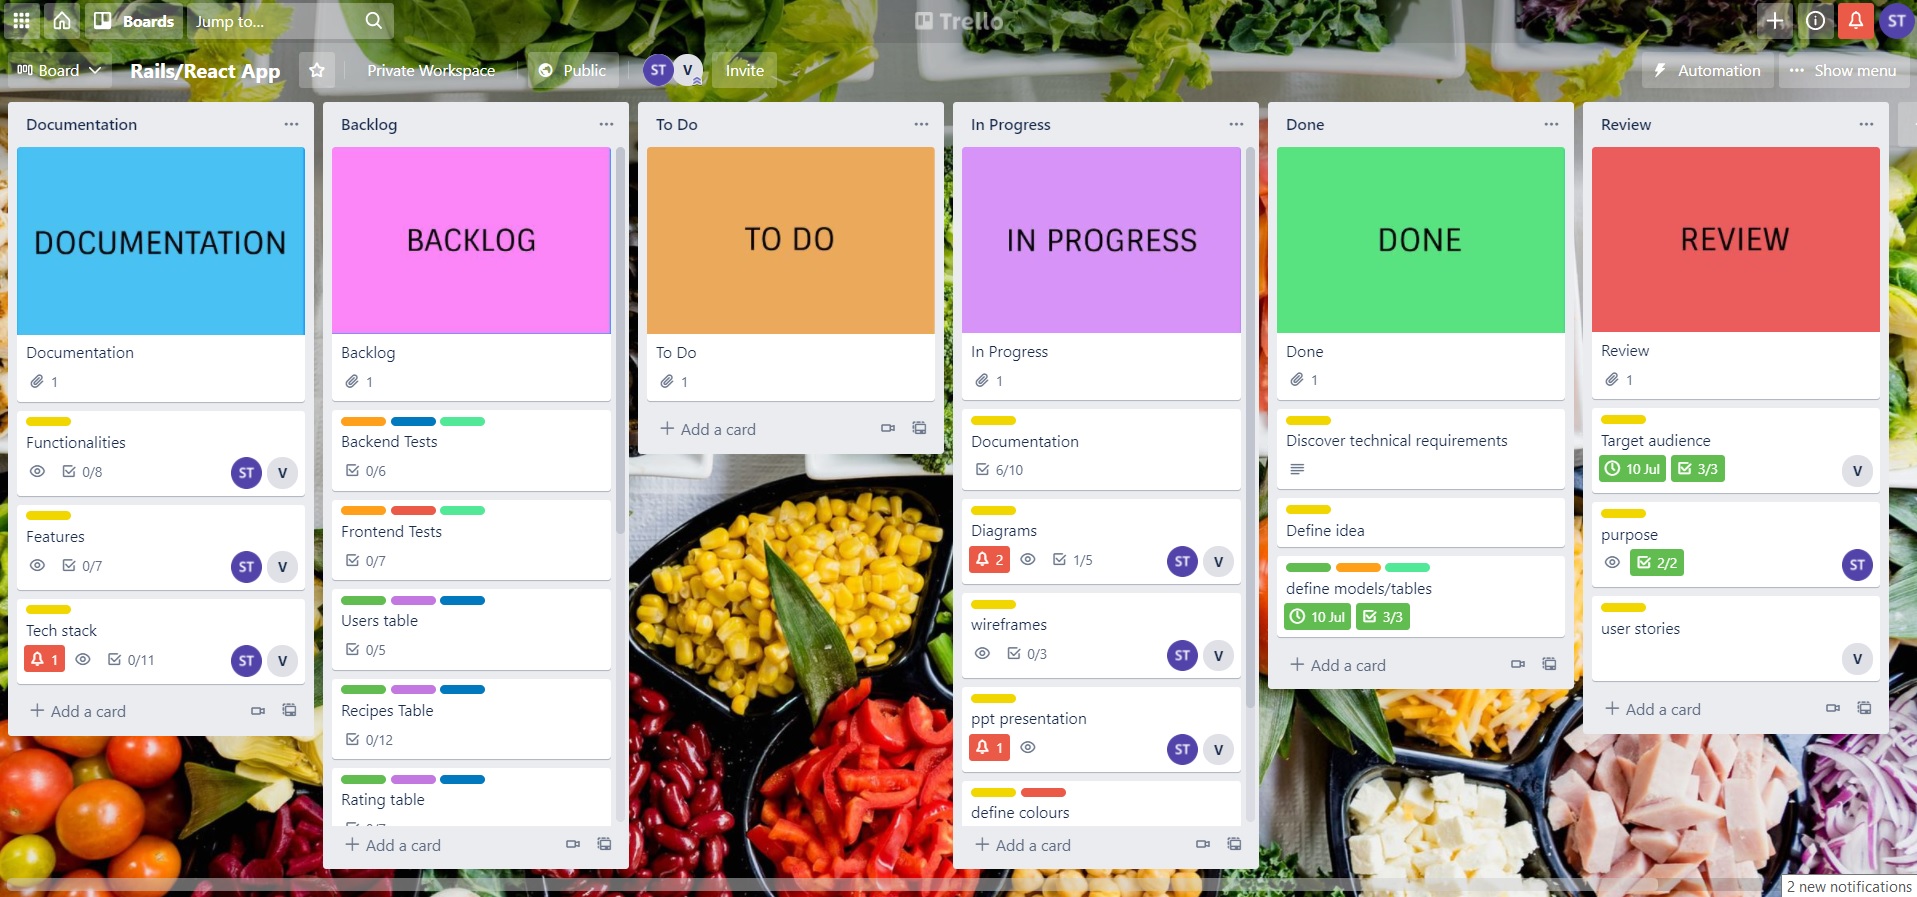 Boards
Jump to...
Trello
ST
Board
Rails/React App
Private Workspace
Public
ST
V
Invite
Automation
Show menu
Documentation
DOCUMENTATION
Documentation
1
Functionalities
0/8
ST
V
Features
0/7
ST
V
Tech stack
1
0/11
ST
V
Add a card
Backlog
BACKLOG
Backlog
1
Backend Tests
0/6
Frontend Tests
0/7
Users table
0/5
Recipes Table
0/12
Rating table
Add a card
To Do
TO DO
To Do
1
Add a card
In Progress
IN PROGRESS
In Progress
1
Documentation
6/10
Diagrams
2
1/5
ST
V
wireframes
0/3
ST
V
ppt presentation
1
ST
V
define colours
Add a card
Done
DONE
Done
1
Discover technical requirements
Define idea
define models/tables
10 Jul
3/3
Add a card
Review
REVIEW
Review
1
Target audience
10 Jul
3/3
V
purpose
2/2
ST
user stories
V
Add a card
2 new notifications